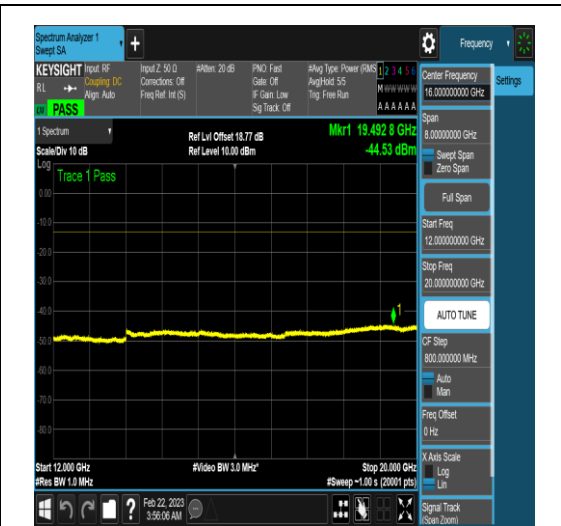 Spectrum Analyzer 1
Swept SA
Frequency
KEYSIGHT
RL
Input: RF
Coupling: DC
Align: Auto
Input Z: 50 Ω
Corrections: Off
Freq Ref: Int (S)
#Atten: 20 dB
PNO: Fast
Gate: Off
IF Gain: Low
Sig Track: Off
#Avg Type: Power (RMS
Avg|Hold: 5/5
Trig: Free Run
1 2 3 4 5 6
M W W W W W
A A A A A A
PASS
1 Spectrum
Scale/Div 10 dB
Ref Lvl Offset 18.77 dB
Ref Level 10.00 dBm
Mkr1 19.492 8 GHz
-44.53 dBm
Log
Trace 1 Pass
0.00
-10.0
-20.0
-30.0
-40.0
-50.0
-60.0
-70.0
-80.0
1
Start 12.000 GHz
#Res BW 1.0 MHz
#Video BW 3.0 MHz*
Stop 20.000 GHz
#Sweep ~1.00 s (20001 pts)
?
Feb 22, 2023
3:56:06 AM
Settings
Center Frequency
16.000000000 GHz
Span
8.00000000 GHz
Swept Span
Zero Span
Full Span
Start Freq
12.000000000 GHz
Stop Freq
20.000000000 GHz
AUTO TUNE
CF Step
800.000000 MHz
Auto
Man
Freq Offset
0 Hz
X Axis Scale
Log
Lin
Signal Track
(Span Zoom)